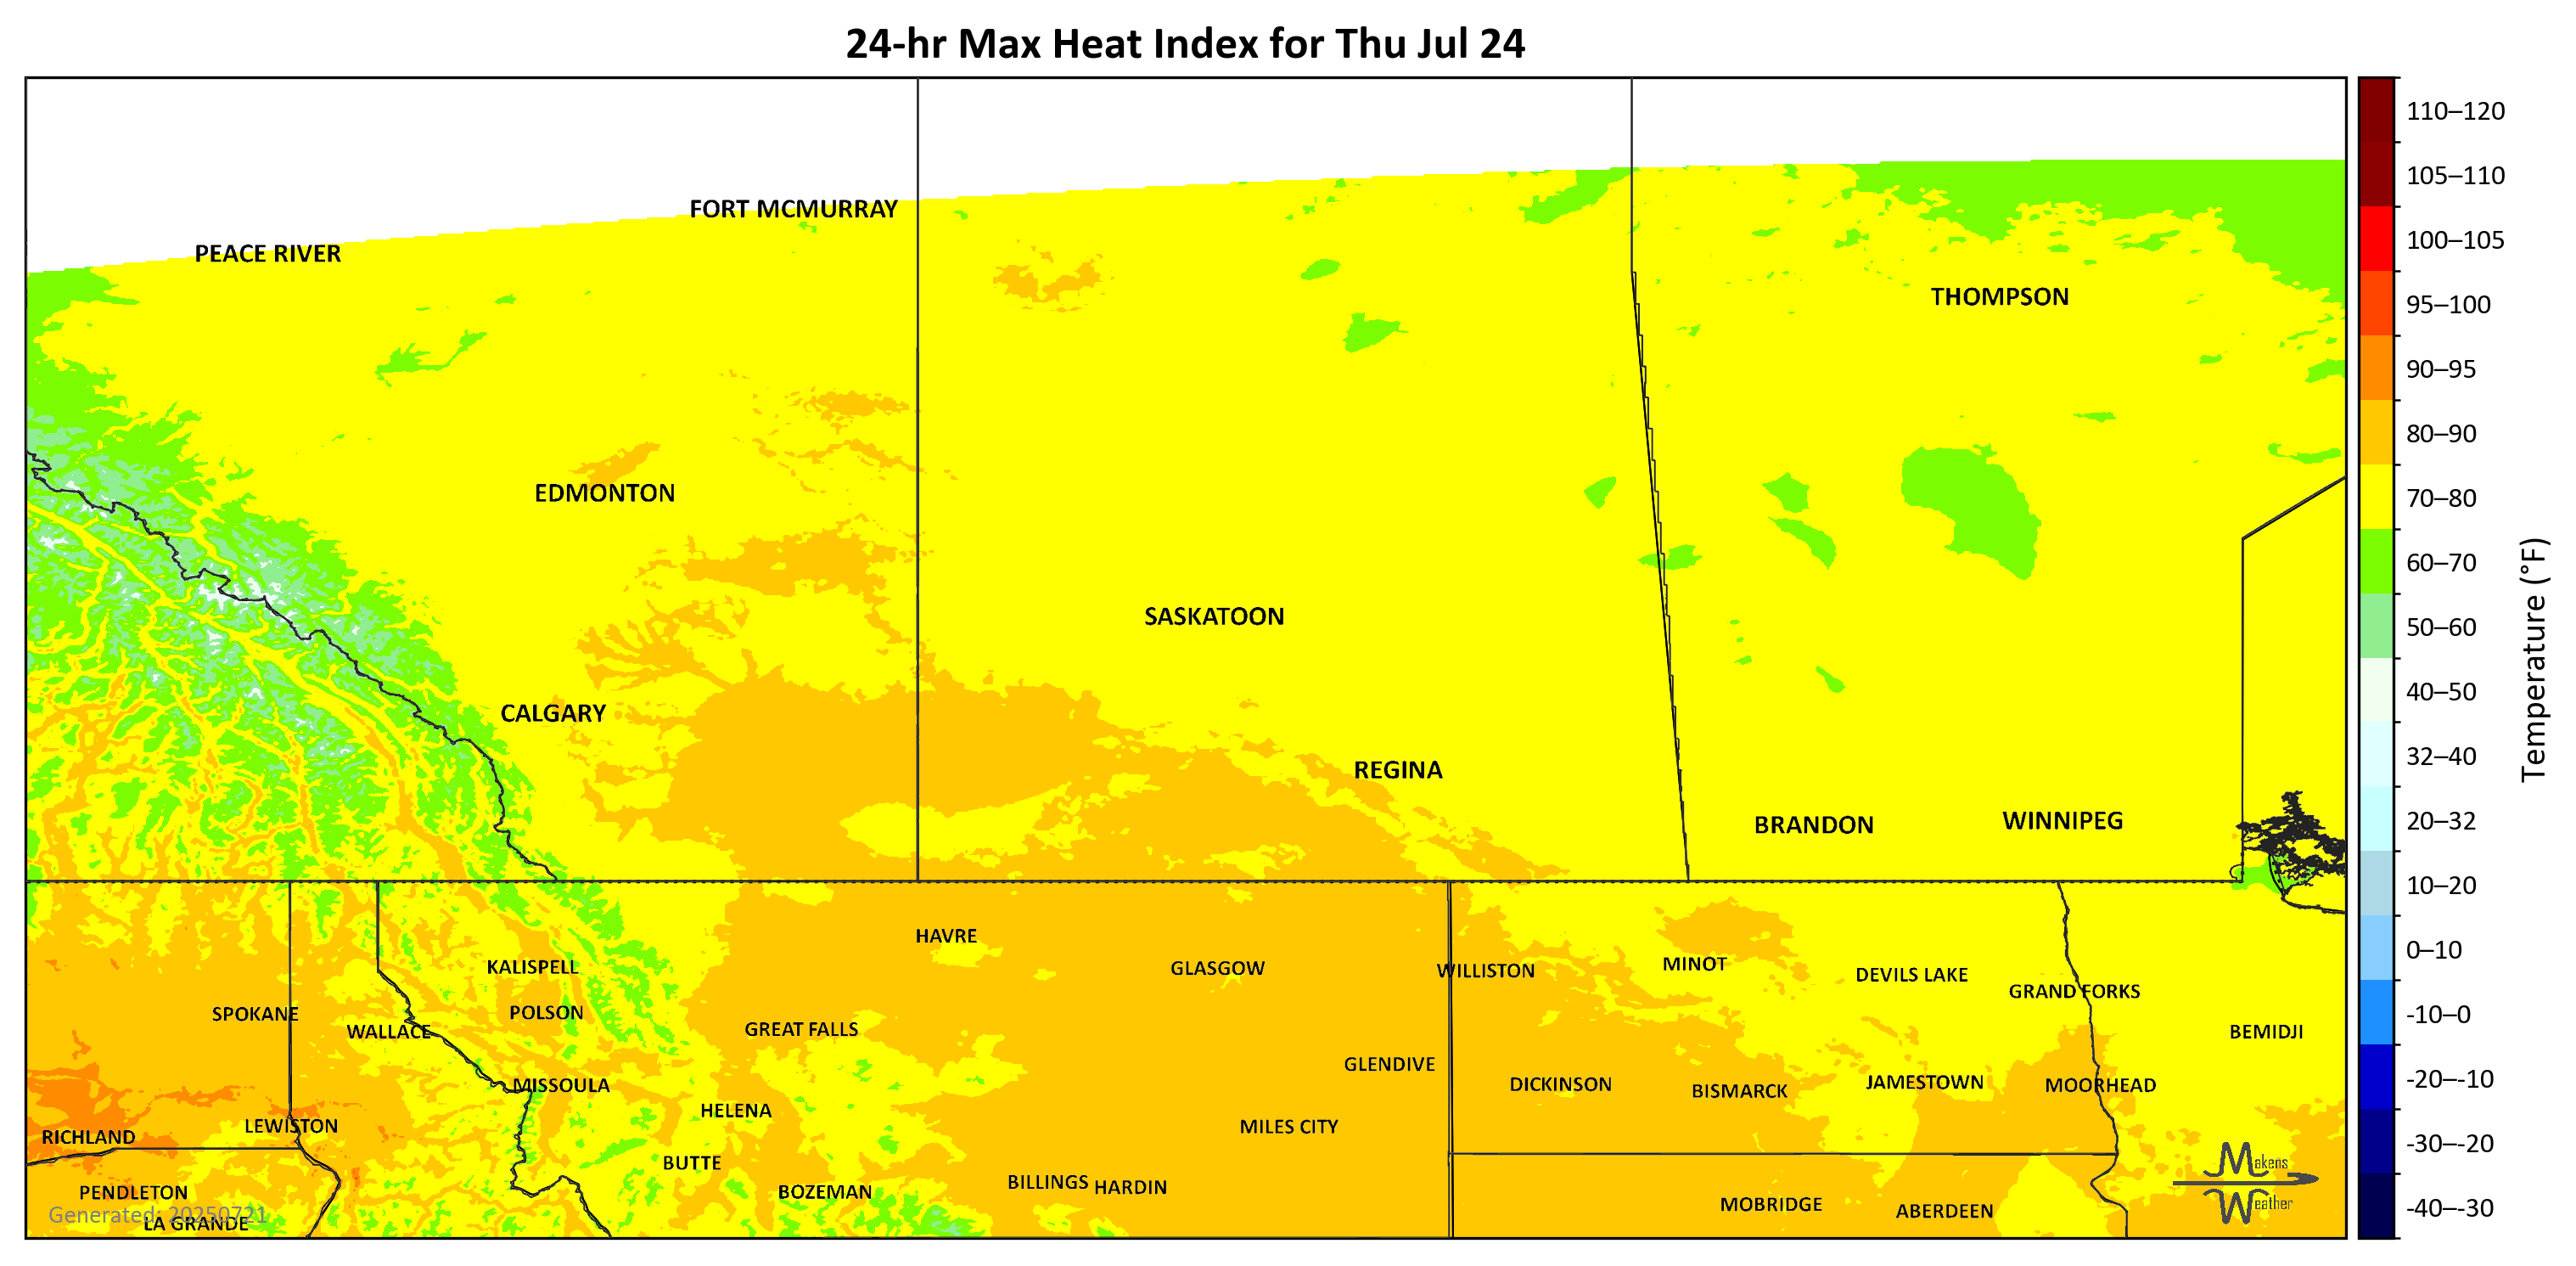 24-hr Max Heat Index for Thu Jul 24
110–120
105–110
100–105
95–100
90–95
80–90
70–80
60–70
50–60
40–50
32–40
20–32
10–20
0–10
-10–0
-20–-10
-30–-20
-40–-30
Temperature (°F)
FORT MCMURRAY
PEACE RIVER
THOMPSON
EDMONTON
SASKATOON
CALGARY
REGINA
BRANDON
WINNIPEG
HAVRE
KALISPELL
GLASGOW
WILLISTON
MINOT
DEVILS LAKE
GRAND FORKS
SPOKANE
POLSON
WALLACE
GREAT FALLS
BEMIDJI
GLENDIVE
MISSOULA
DICKINSON
BISMARCK
JAMESTOWN
MOORHEAD
HELENA
LEWISTON
RICHLAND
MILES CITY
BUTTE
PENDLETON
BOZEMAN
BILLINGS
HARDIN
MOBRIDGE
ABERDEEN
Generated: 20250721
LA GRANDE
Makens
Weather